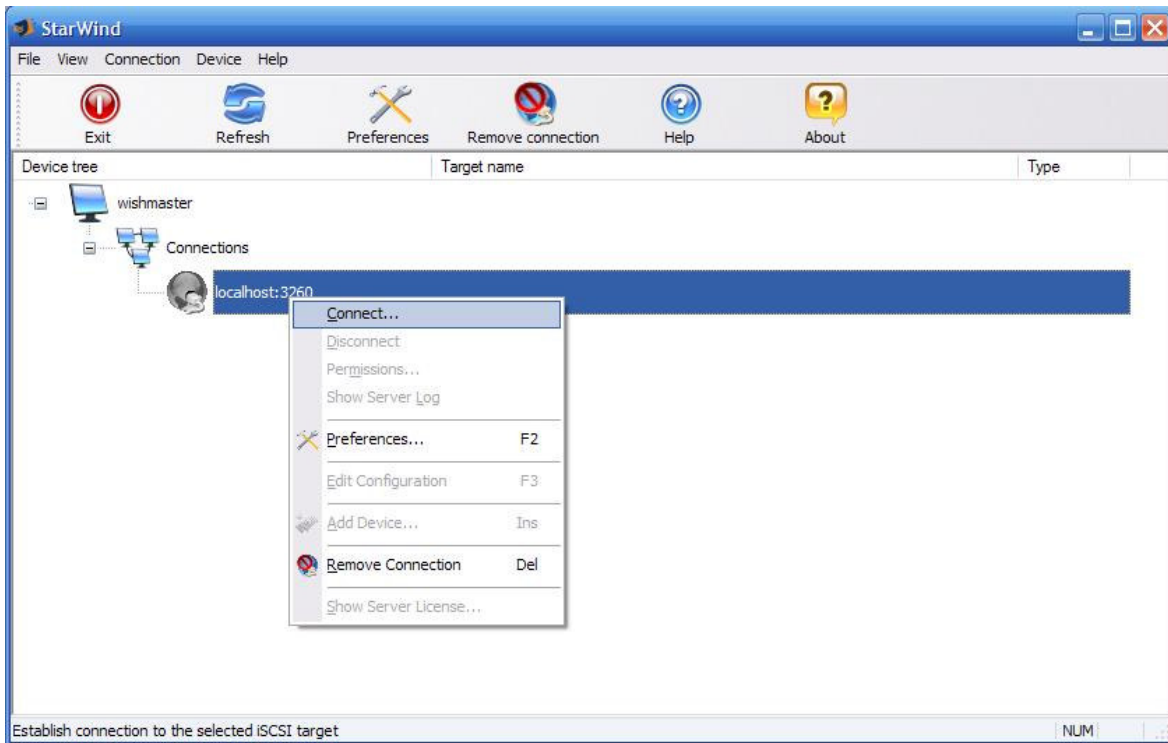 StarWind
File View Connection Device Help
Exit Refresh Preferences Remove connection Help About
Device tree Target name Type
wishmaster
Connections
localhost:3260
Connect...
Disconnect
Permissions...
Show Server Log
Preferences... F2
Edit Configuration F3
Add Device... Ins
Remove Connection Del
Show Server License...
Establish connection to the selected iSCSI target NUM